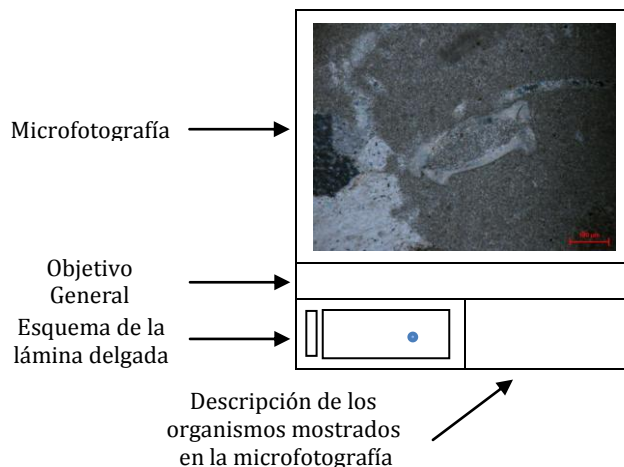 Microfotografía
Objetivo
General
Esquema de la
lámina delgada
Descripción de los
organismos mostrados
en la microfotografía